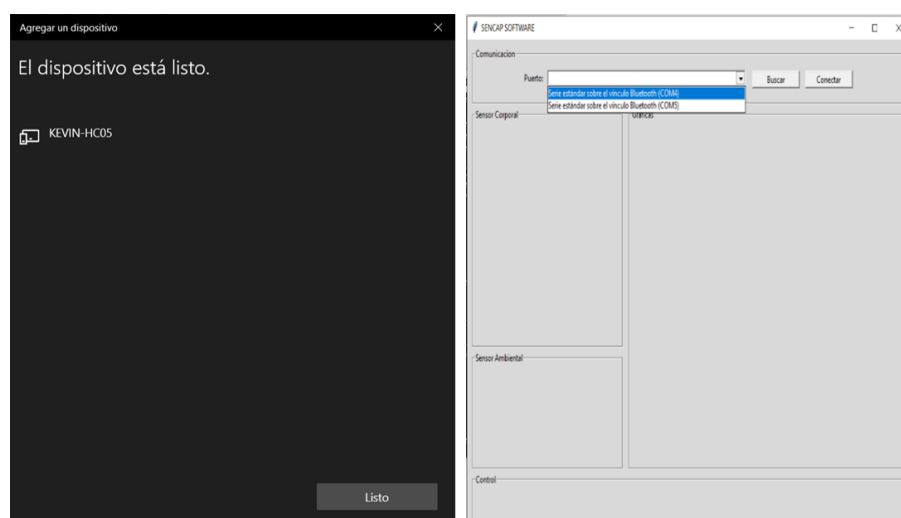 Agregar un dispositivo
El dispositivo está listo.
KEVIN-HC05
Listo
SENCAP SOFTWARE
Comunicacion
Puerto:
Buscar
Conectar
Serie estándar sobre el vínculo Bluetooth (COM4)
Serie estándar sobre el vínculo Bluetooth (COM5)
Sensor Corporal
Graficas
Sensor Ambiental
Control